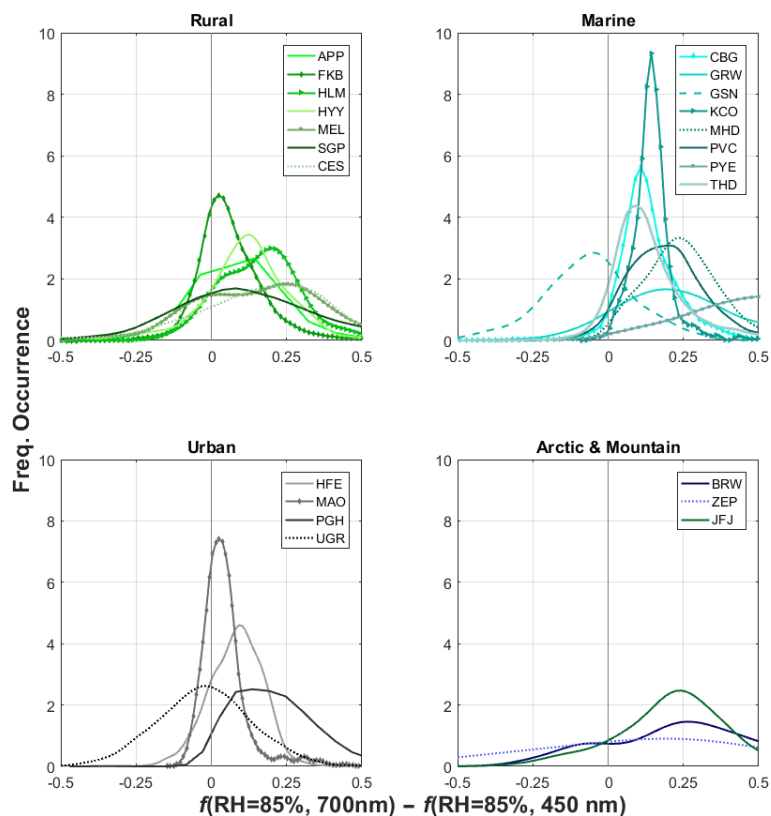 Rural
10
8
6
4
2
0
-0.5
-0.25
0
0.25
0.5
APP
FKB
HLM
HYY
MEL
SGP
CES
Marine
10
8
6
4
2
0
-0.5
-0.25
0
0.25
0.5
CBG
GRW
GSN
KCO
MHD
PVC
PYE
THD
Freq. Occurrence
Urban
10
8
6
4
2
0
-0.5
-0.25
0
0.25
0.5
HFE
MAO
PGH
UGR
Arctic & Mountain
10
8
6
4
2
0
-0.5
-0.25
0
0.25
0.5
BRW
ZEP
JFJ
f(RH=85%, 700nm) – f(RH=85%, 450 nm)